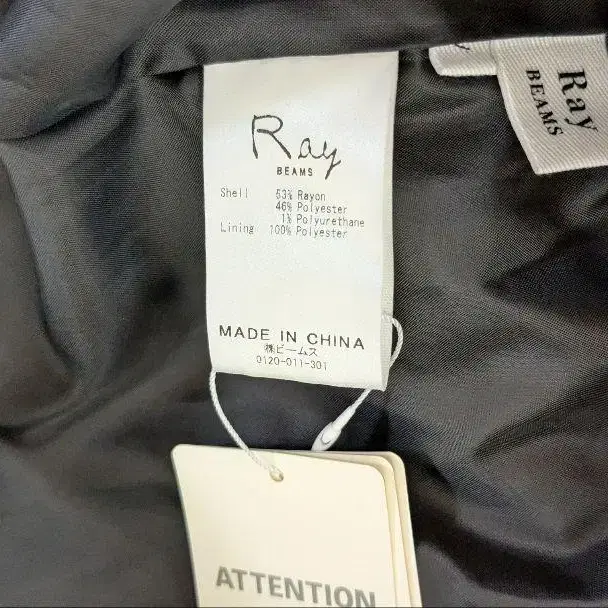 Ray
BEAMS
Shell 53% Rayon
46% Polyester
1% Polyurethane
Lining 100% Polyester
MADE IN CHINA
㈱ビームス
0120-011-301
Ray
BEAMS
ATTENTION